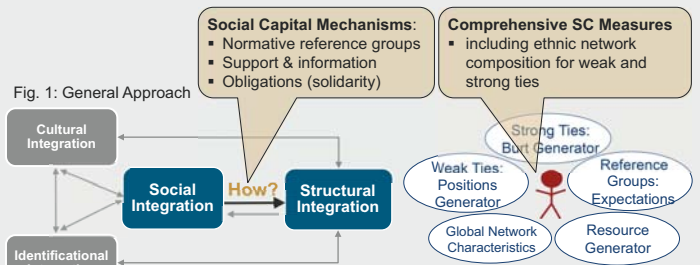 Social Capital Mechanisms:
▪ Normative reference groups
▪ Support & information
▪ Obligations (solidarity)
Comprehensive SC Measures
▪ including ethnic network
composition for weak and
strong ties
Fig. 1: General Approach
Cultural
Integration
Social
Integration
How?
Structural
Integration
Identificational
Strong Ties:
Burt Generator
Weak Ties:
Positions
Generator
Reference
Groups:
Expectations
Global Network
Characteristics
Resource
Generator